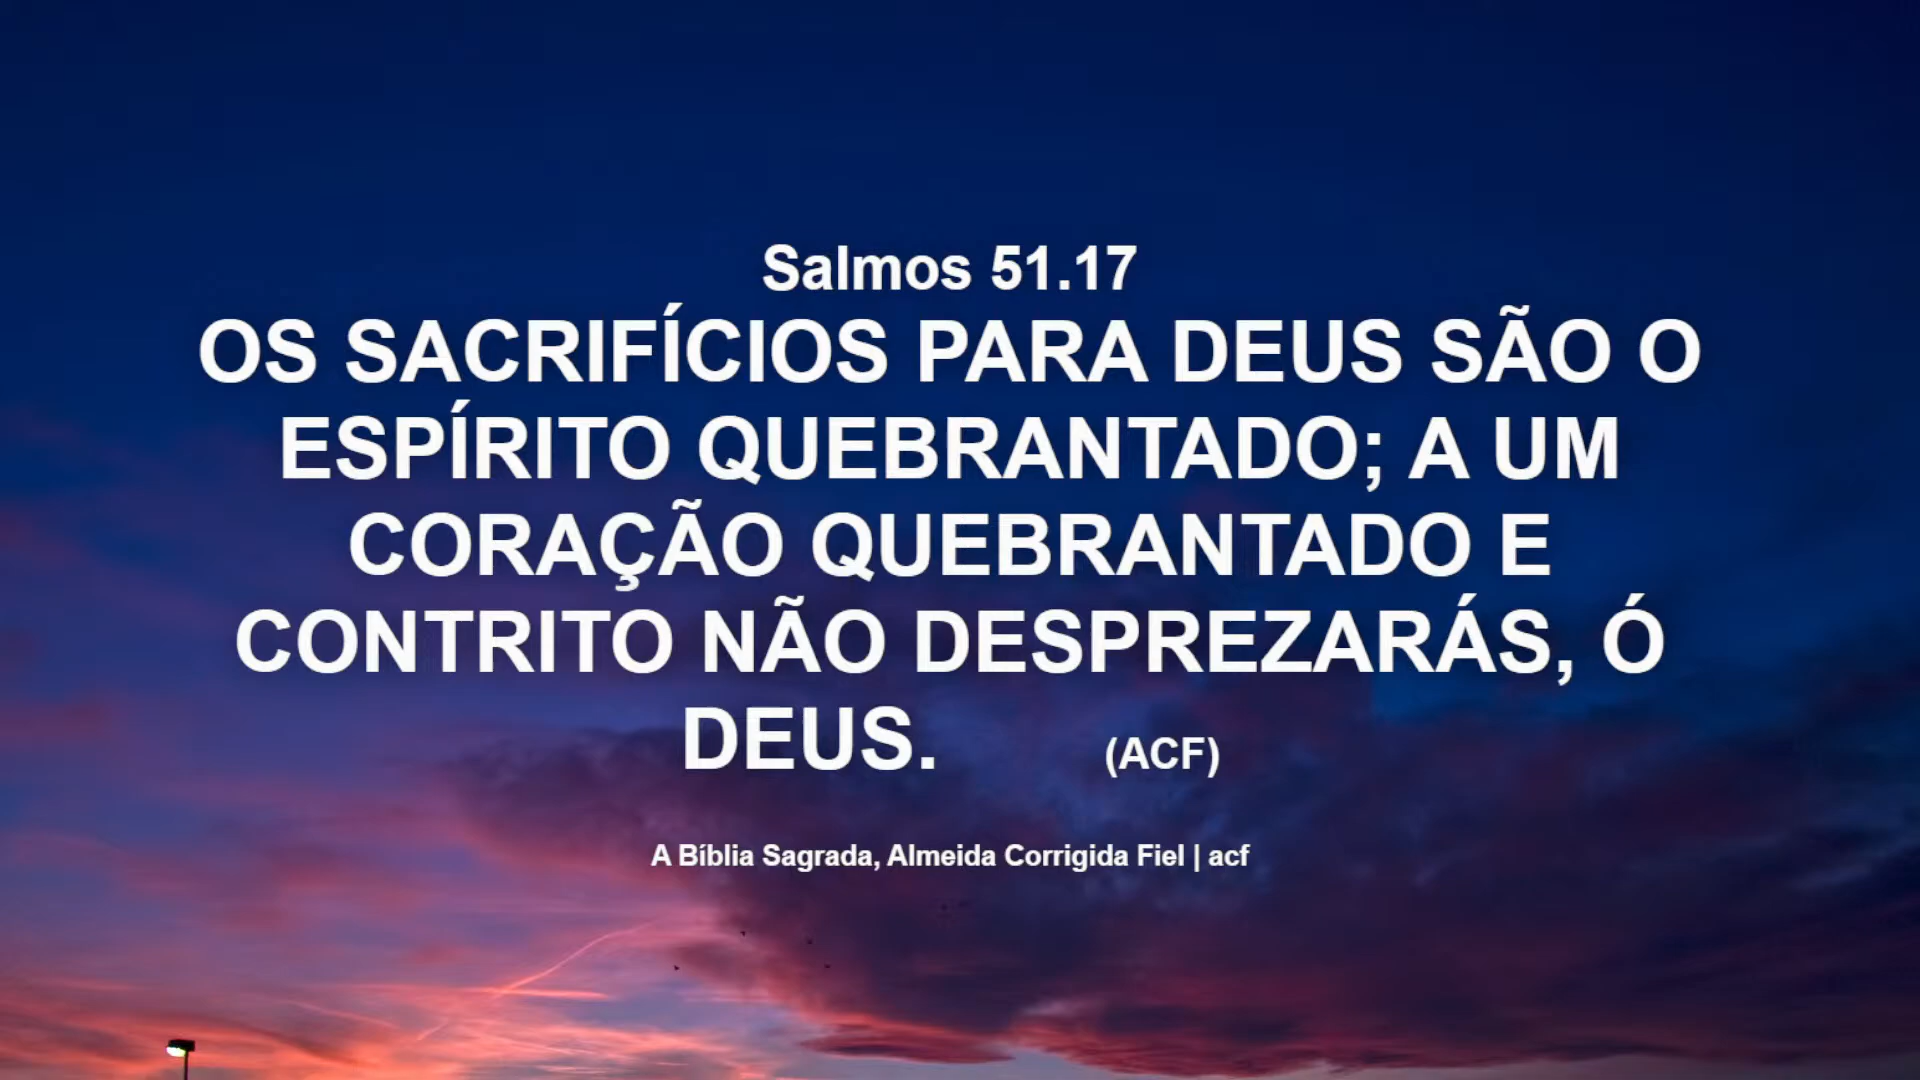 Salmos 51.17
OS SACRIFÍCIOS PARA DEUS SÃO O
ESPÍRITO QUEBRANTADO; A UM
CORAÇÃO QUEBRANTADO E
CONTRITO NÃO DESPREZARÁS, Ó
DEUS. (ACF)
A Bíblia Sagrada, Almeida Corrigida Fiel | acf